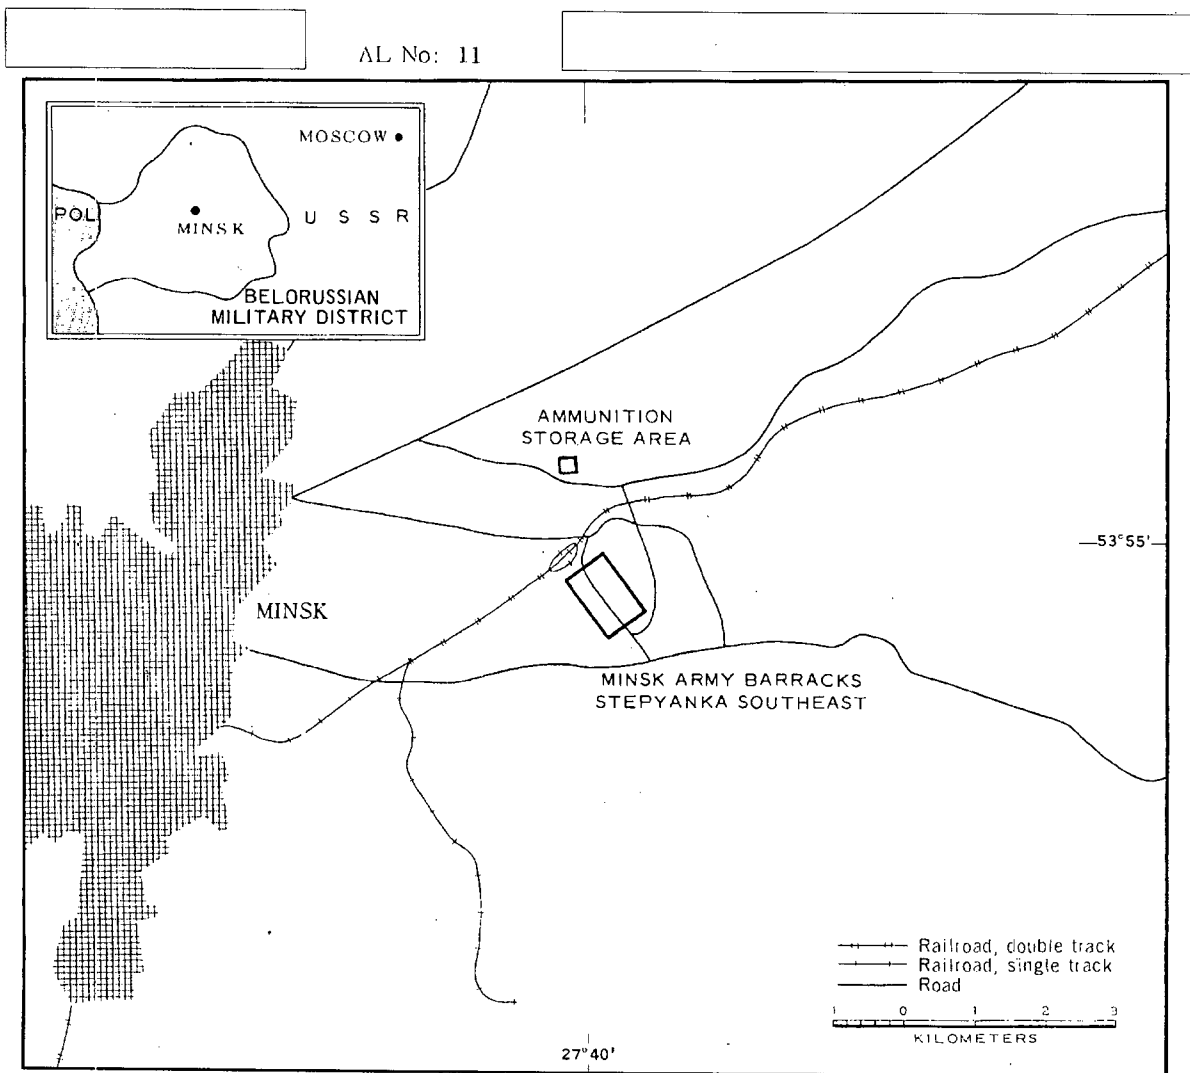 AL No: 11
MOSCOW
POL
MINSK
U S S R
BELORUSSIAN
MILITARY DISTRICT
AMMUNITION
STORAGE AREA
53°55'
MINSK
MINSK ARMY BARRACKS
STEPYANKA SOUTHEAST
Railroad, double track
Railroad, single track
Road
1 0 1 2 3
KILOMETERS
27°40'